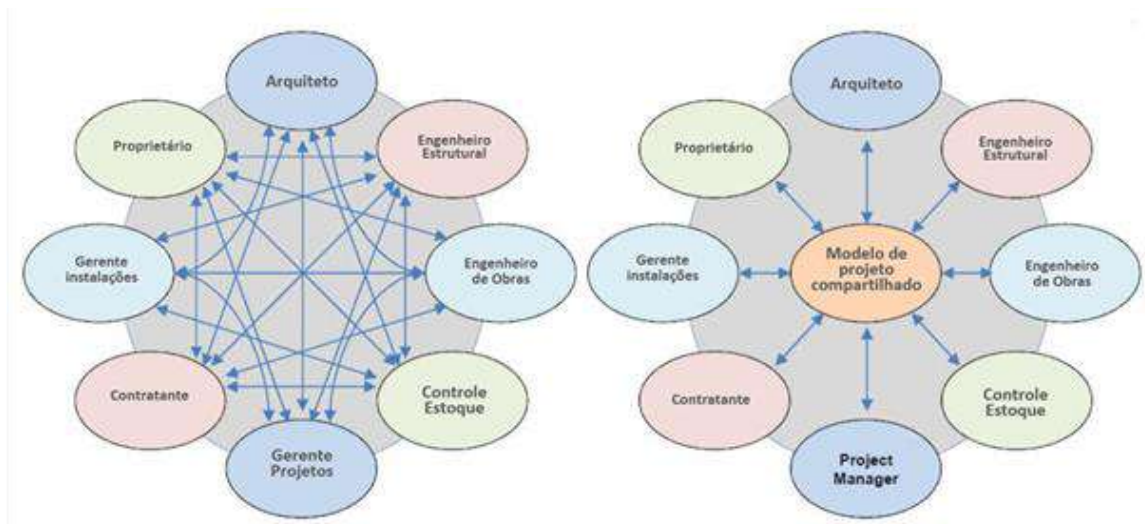 Arquiteto
Proprietário
Engenheiro
Estrutural
Gerente
instalações
Engenheiro
de Obras
Contratante
Controle
Estoque
Gerente
Projetos
Arquiteto
Proprietário
Engenheiro
Estrutural
Gerente
instalações
Modelo de
projeto
compartilhado
Engenheiro
de Obras
Contratante
Controle
Estoque
Project
Manager